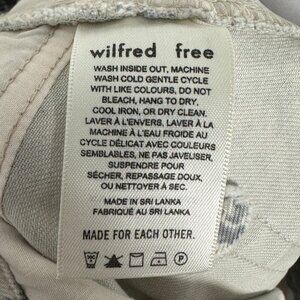 wilfred free
WASH INSIDE OUT, MACHINE
WASH COLD GENTLE CYCLE
WITH LIKE COLOURS, DO NOT
BLEACH, HANG TO DRY,
COOL IRON, OR DRY CLEAN.
LAVER À L'ENVERS, LAVER À LA
MACHINE À L'EAU FROIDE AU
CYCLE DÉLICAT AVEC COULEURS
SEMBLABLES, NE PAS JAVELISER,
SUSPENDRE POUR
SÉCHER, REPASSAGE DOUX,
OU NETTOYER À SEC.
MADE IN SRI LANKA
FABRIQUÉ AU SRI LANKA
MADE FOR EACH OTHER.
30C P